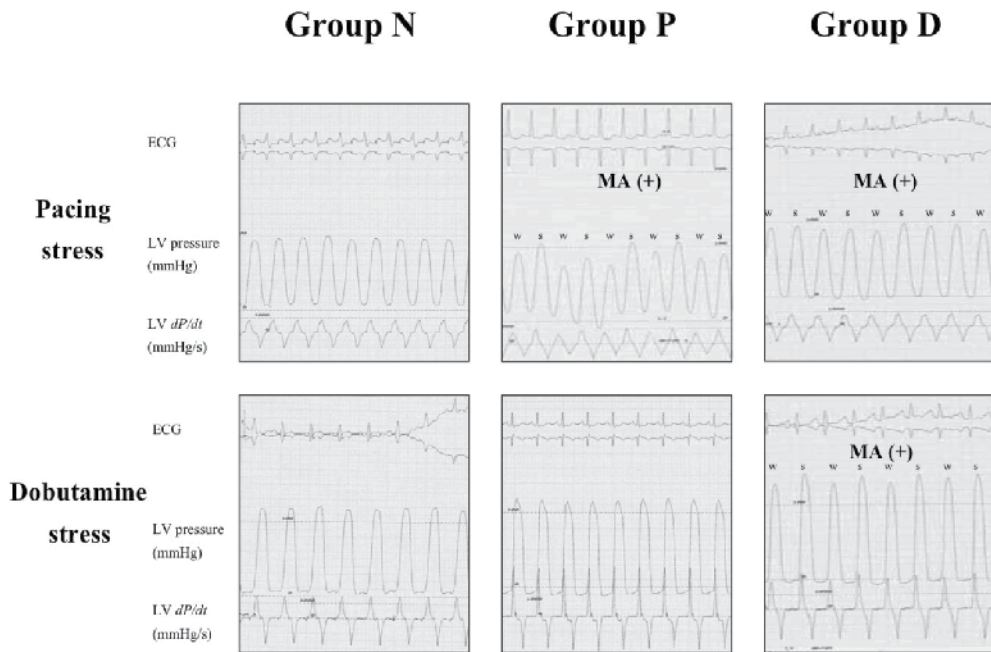 Group N Group P Group D
ECG
MA (+) MA (+)
Pacing
stress
LV pressure
(mmHg)
W S W S W S W S W S W S W S W S W
LV dP/dt
(mmHg/s)
ECG
MA (+)
W S W S W S W S
Dobutamine
stress
LV pressure
(mmHg)
LV dP/dt
(mmHg/s)